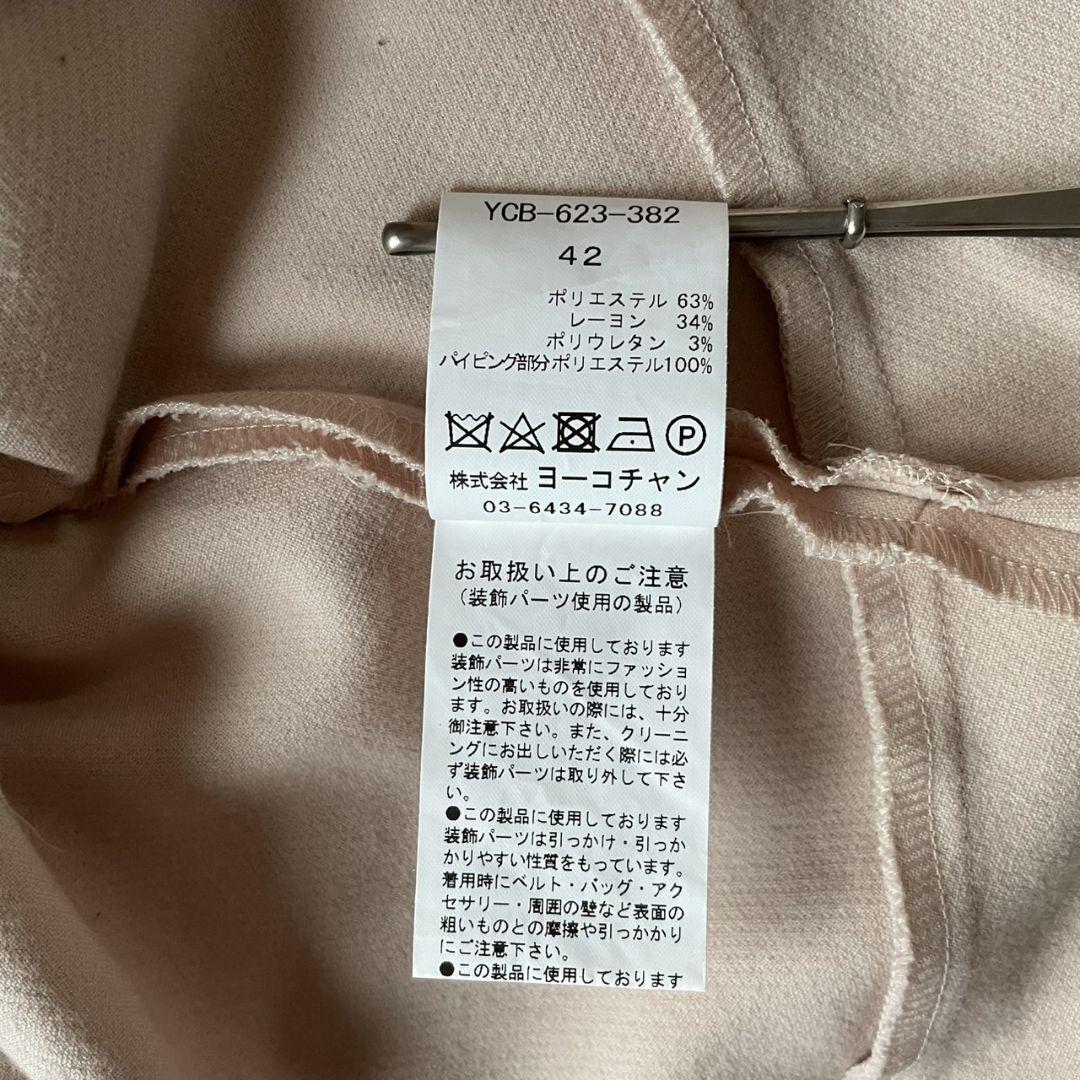 YCB-623-382
42
ポリエステル 63%
レーヨン 34%
ポリウレタン 3%
パイピング部分ポリエステル100%
P
株式会社 ヨーコチャン
03-6434-7088
お取扱い上のご注意
(装飾パーツ使用の製品)
●この製品に使用しております
装飾パーツは非常にファッショ
ン性の高いものを使用しており
ます。お取扱いの際には、十分
御注意下さい。また、クリーニ
ングにお出しいただく際には必
ず装飾パーツは取り外して下さ
い。
●この製品に使用しております
装飾パーツは引っかけ・引っか
かりやすい性質をもっています。
着用時にベルト・バッグ・アク
セサリー・周囲の壁など表面の
粗いものとの摩擦や引っかかり
にご注意下さい。
●この製品に使用しております